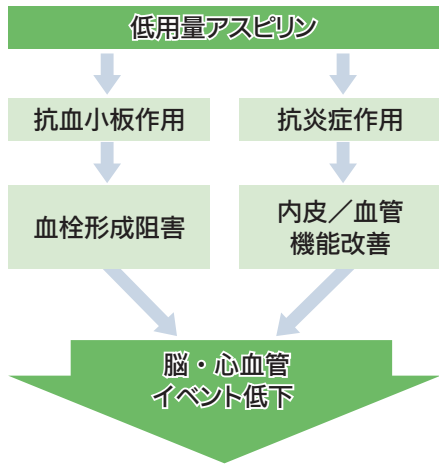 低用量アスピリン
抗血小板作用
抗炎症作用
血栓形成阻害
内皮／血管
機能改善
脳・心血管
イベント低下